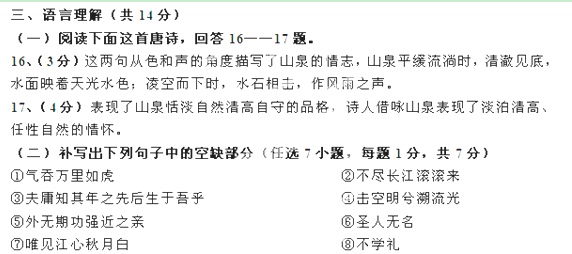 三、语言理解（共 14 分）
（一）阅读下面这首唐诗，回答 16——17 题。
16、（3 分）这两句从色和声的角度描写了山泉的情志，山泉平缓流淌时，清澈见底，
水面映着天光水色；凌空而下时，水石相击，作风雨之声。
17、（4 分）表现了山泉恬淡自然清高自守的品格，诗人借咏山泉表现了淡泊清高、
任性自然的情怀。
（二）补写出下列句子中的空缺部分（任选 7 小题，每题 1 分，共 7 分）
①气吞万里如虎 ②不尽长江滚滚来
③夫庸知其年之先后生于吾乎 ④击空明兮溯流光
⑤外无期功强近之亲 ⑥圣人无名
⑦唯见江心秋月白 ⑧不学礼